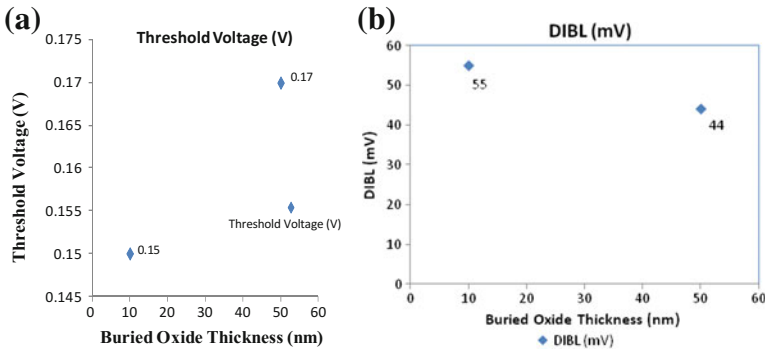 (a)
Threshold Voltage (V)
Threshold Voltage (V)
0.175
0.17
0.165
0.16
0.155
0.15
0.145
0.17
Threshold Voltage (V)
0.15
0 10 20 30 40 50 60
Buried Oxide Thickness (nm)
(b)
DIBL (mV)
DIBL (mV)
60
50
40
30
20
10
0
55
44
0 10 20 30 40 50 60
Buried Oxide Thickness (nm)
DIBL (mV)